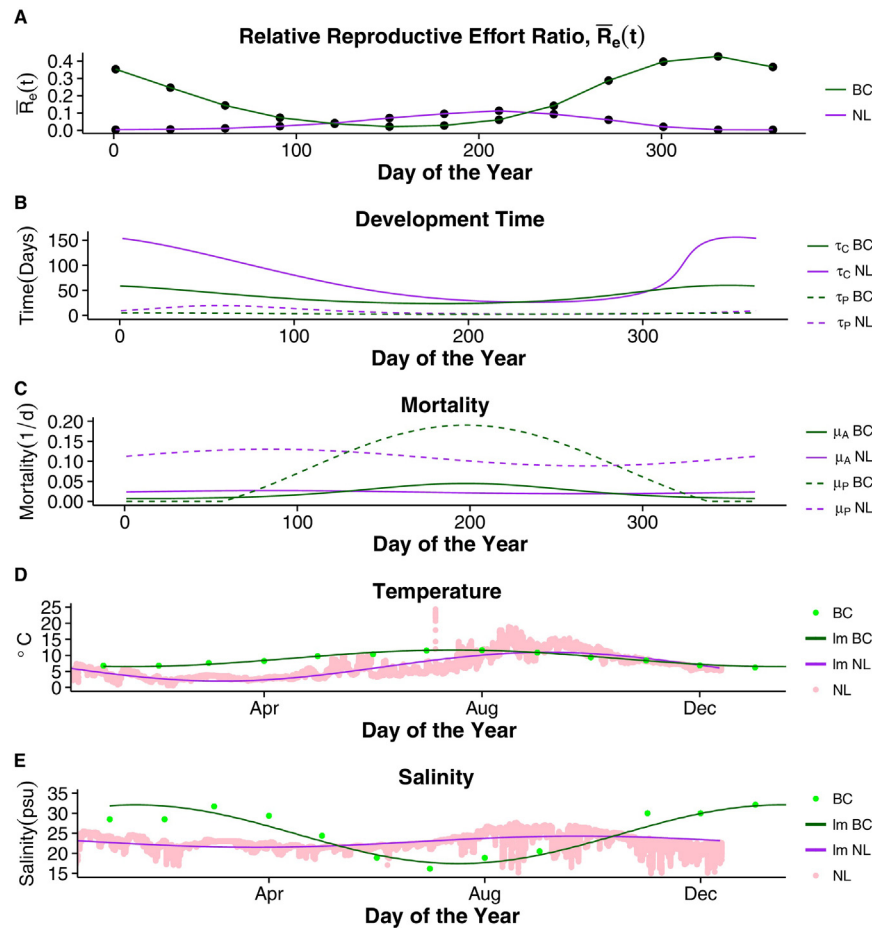 A
Relative Reproductive Effort Ratio, R̅ₑ(t)
R̅ₑ(t)
0.4
0.3
0.2
0.1
0.0
0 100 200 300
Day of the Year
BC
NL
B
Development Time
Time(Days)
150
100
50
0
0 100 200 300
Day of the Year
τC BC
τC NL
τP BC
τP NL
C
Mortality
Mortality(1/d)
0.20
0.15
0.10
0.05
0.00
0 100 200 300
Day of the Year
μA BC
μA NL
μP BC
μP NL
D
Temperature
°C
25
20
15
10
5
0
Apr Aug Dec
Day of the Year
BC
lm BC
lm NL
NL
E
Salinity
Salinity(psu)
35
30
25
20
15
Apr Aug Dec
Day of the Year
BC
lm BC
lm NL
NL